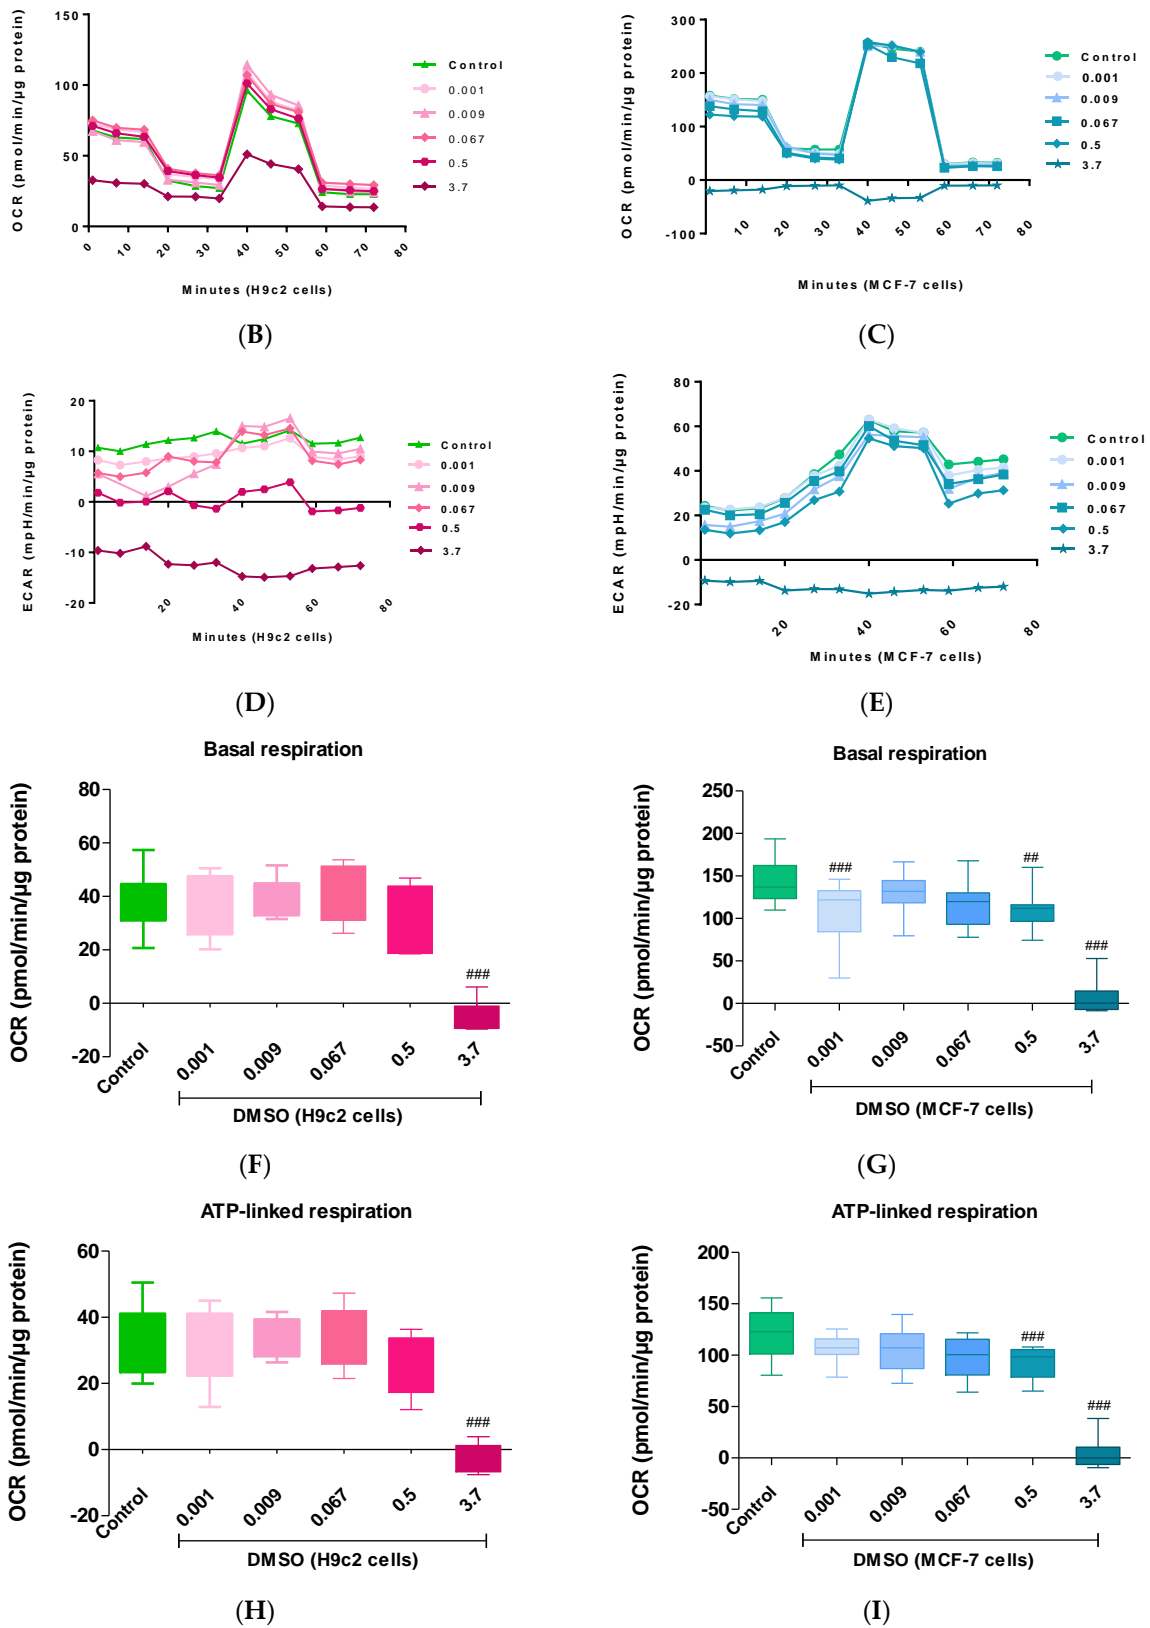 OCR (pmol/min/µg protein)
150
100
50
0
0 10 20 30 40 50 60 70 80
Minutes (H9c2 cells)
Control
0.001
0.009
0.067
0.5
3.7
(B)
OCR (pmol/min/µg protein)
300
200
100
0
-100
10 20 30 40 50 60 70 80
Minutes (MCF-7 cells)
Control
0.001
0.009
0.067
0.5
3.7
(C)
ECAR (mpH/min/µg protein)
20
10
0
-10
-20
20 40 60 80
Minutes (H9c2 cells)
Control
0.001
0.009
0.067
0.5
3.7
(D)
ECAR (mpH/min/µg protein)
80
60
40
20
0
-20
20 40 60 80
Minutes (MCF-7 cells)
Control
0.001
0.009
0.067
0.5
3.7
(E)
Basal respiration
OCR (pmol/min/µg protein)
80
60
40
20
0
-20
###
Control 0.001 0.009 0.067 0.5 3.7
DMSO (H9c2 cells)
(F)
Basal respiration
OCR (pmol/min/µg protein)
250
200
150
100
50
0
-50
### ## ###
Control 0.001 0.009 0.067 0.5 3.7
DMSO (MCF-7 cells)
(G)
ATP-linked respiration
OCR (pmol/min/µg protein)
60
40
20
0
-20
###
Control 0.001 0.009 0.067 0.5 3.7
DMSO (H9c2 cells)
(H)
ATP-linked respiration
OCR (pmol/min/µg protein)
200
150
100
50
0
-50
### ###
Control 0.001 0.009 0.067 0.5 3.7
DMSO (MCF-7 cells)
(I)